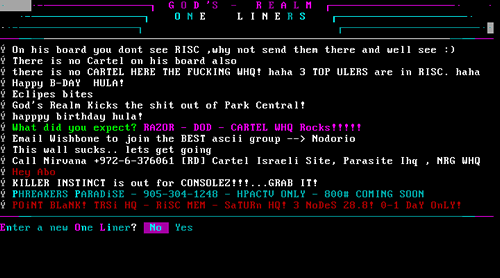 GOD'S - REALM
ONE LINERS
On his board you dont see RISC ,why not send them there and well see :)
There is no Cartel on his board also
there is no CARTEL HERE THE FUCKING WHQ! haha 3 TOP ULERS are in RISC. haha
Happy B-DAY HULA!
Eclipes bites
God's Realm Kicks the shit out of Park Central!
happpy birthday hula!
What did you expect? RAZOR - DOD - CARTEL WHQ Rocks!!!!!
Email Wishbone to join the BEST ascii group --> Nodorio
This wall sucks.. lets get going
Call Nirvana +972-6-376061 [RD] Cartel Israeli Site, Parasite Ihq , NRG WHQ
Hey Abo
KILLER INSTINCT is out for CONSOLEZ!!!...GRAB IT!
PHREAKERS PARADiSE - 905-304-1248 - HPACTV ONLY - 800# COMING SOON
POiNT BLaNK! TRSi HQ - RiSC MEM - SaTURn HQ! 3 MoDeS 28.8! 0-1 DaY OnLY!
Enter a new One Liner? No Yes